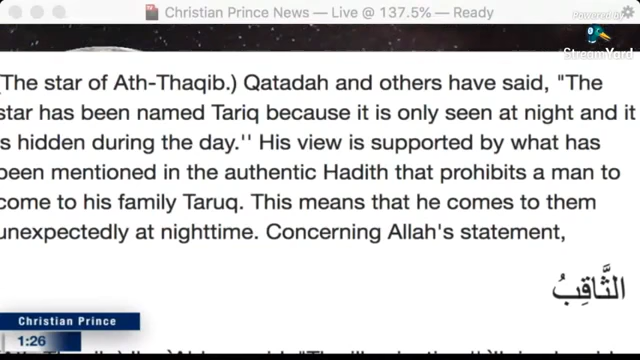 Christian Prince News — Live @ 137.5% — Ready
Powered by
StreamYard
(The star of Ath-Thaqib.) Qatadah and others have said, "The
star has been named Tariq because it is only seen at night and it
s hidden during the day.'' His view is supported by what has
been mentioned in the authentic Hadith that prohibits a man to
come to his family Taruq. This means that he comes to them
unexpectedly at nighttime. Concerning Allah's statement,
الثَّاقِبُ
Christian Prince
1:26